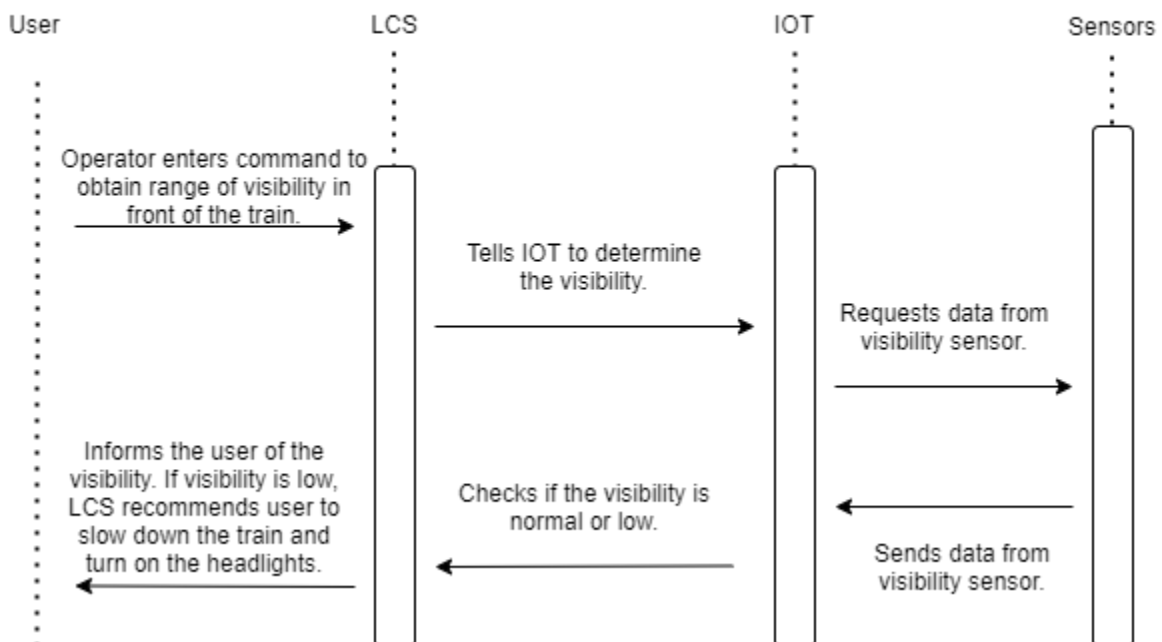 User
LCS
IOT
Sensors
Operator enters command to
obtain range of visibility in
front of the train.
Tells IOT to determine
the visibility.
Requests data from
visibility sensor.
Informs the user of the
visibility. If visibility is low,
LCS recommends user to
slow down the train and
turn on the headlights.
Checks if the visibility is
normal or low.
Sends data from
visibility sensor.